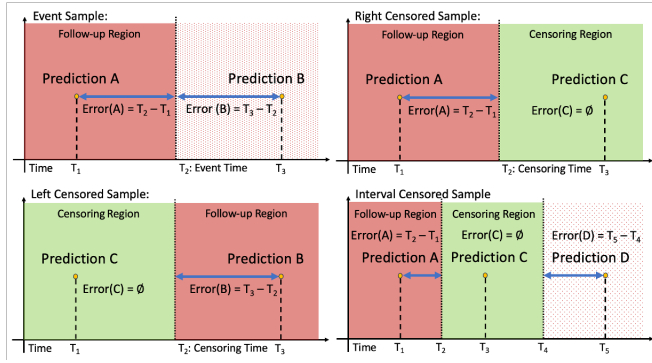 Event Sample:
Follow-up Region
Prediction A
Prediction B
Error(A) = T₂ – T₁
Error (B) = T₃ – T₂
Time
T₁
T₂: Event Time
T₃
Right Censored Sample:
Follow-up Region
Censoring Region
Prediction A
Prediction C
Error(A) = T₂ – T₁
Error(C) = Ø
Time
T₁
T₂: Censoring Time
T₃
Left Censored Sample:
Censoring Region
Follow-up Region
Prediction C
Prediction B
Error(C) = Ø
Error(B) = T₃ – T₂
Time
T₁
T₂: Censoring Time
T₃
Interval Censored Sample
Follow-up Region
Censoring Region
Error(A) = T₂ – T₁
Error(C) = Ø
Error(D) = T₅ – T₄
Prediction A
Prediction C
Prediction D
Time
T₁
T₂
T₃
T₄
T₅